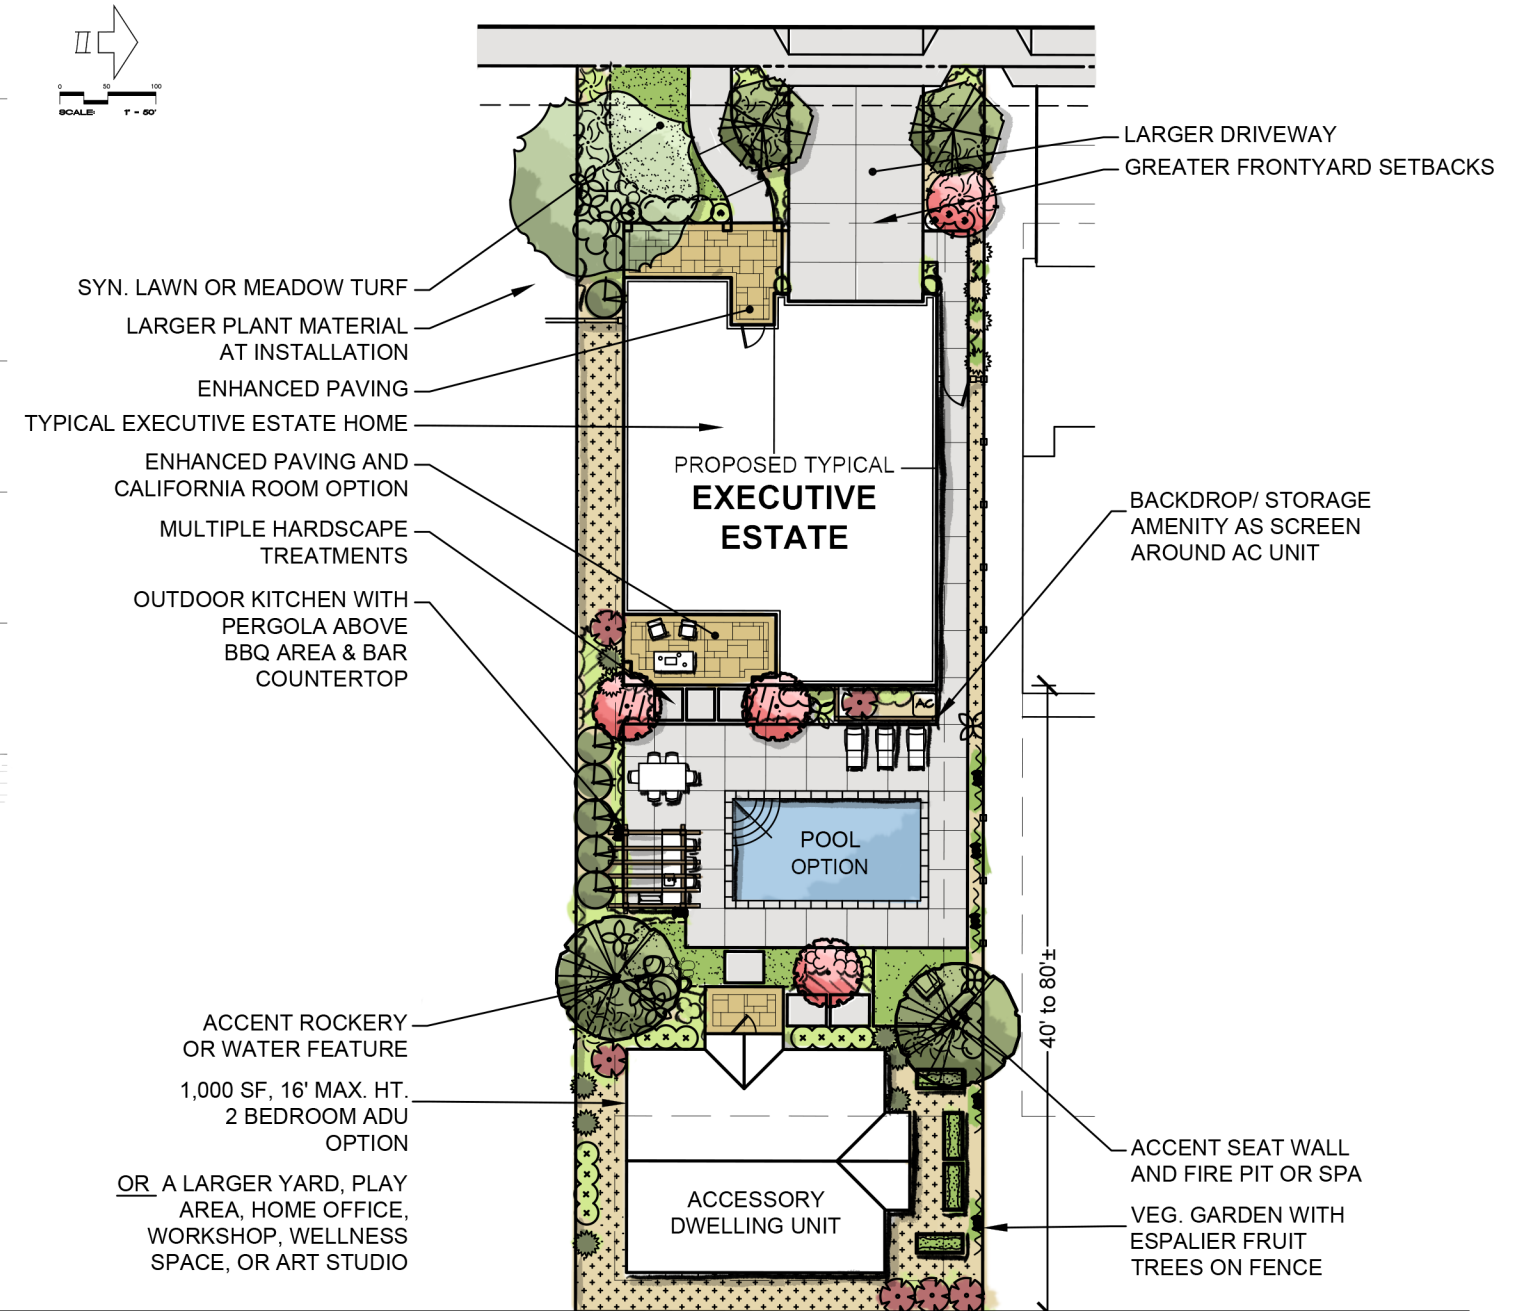 0 50 100
SCALE: 1" = 50'
LARGER DRIVEWAY
GREATER FRONTYARD SETBACKS
SYN. LAWN OR MEADOW TURF
LARGER PLANT MATERIAL
AT INSTALLATION
ENHANCED PAVING
TYPICAL EXECUTIVE ESTATE HOME
ENHANCED PAVING AND
CALIFORNIA ROOM OPTION
MULTIPLE HARDSCAPE
TREATMENTS
OUTDOOR KITCHEN WITH
PERGOLA ABOVE
BBQ AREA & BAR
COUNTERTOP
PROPOSED TYPICAL
EXECUTIVE
ESTATE
BACKDROP/ STORAGE
AMENITY AS SCREEN
AROUND AC UNIT
AC
POOL
OPTION
40' to 80'±
ACCENT ROCKERY
OR WATER FEATURE
1,000 SF, 16' MAX. HT.
2 BEDROOM ADU
OPTION
OR A LARGER YARD, PLAY
AREA, HOME OFFICE,
WORKSHOP, WELLNESS
SPACE, OR ART STUDIO
ACCESSORY
DWELLING UNIT
ACCENT SEAT WALL
AND FIRE PIT OR SPA
VEG. GARDEN WITH
ESPALIER FRUIT
TREES ON FENCE